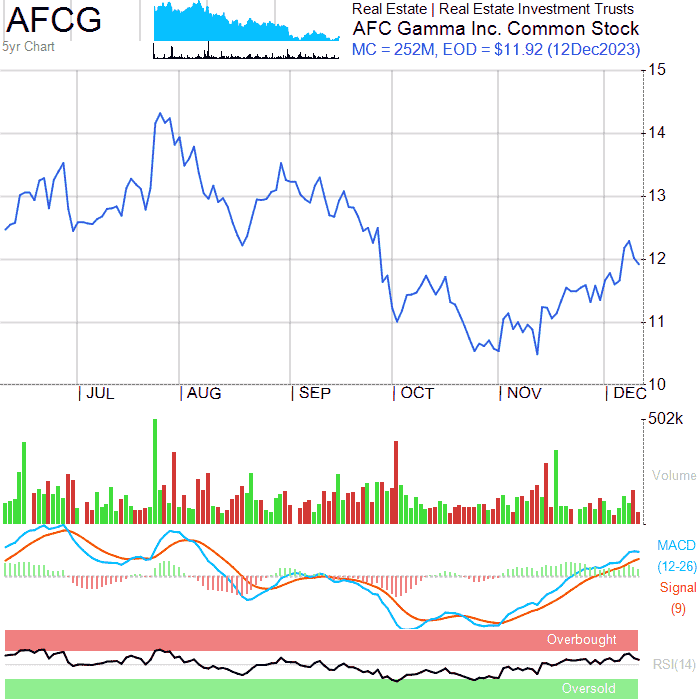 AFCG
5yr Chart
Real Estate | Real Estate Investment Trusts
AFC Gamma Inc. Common Stock
MC = 252M, EOD = $11.92 (12Dec2023)
15
14
13
12
11
10
| JUL | AUG | SEP | OCT | NOV | DEC
502k
Volume
MACD
(12-26)
Signal
(9)
Overbought
RSI(14)
Oversold